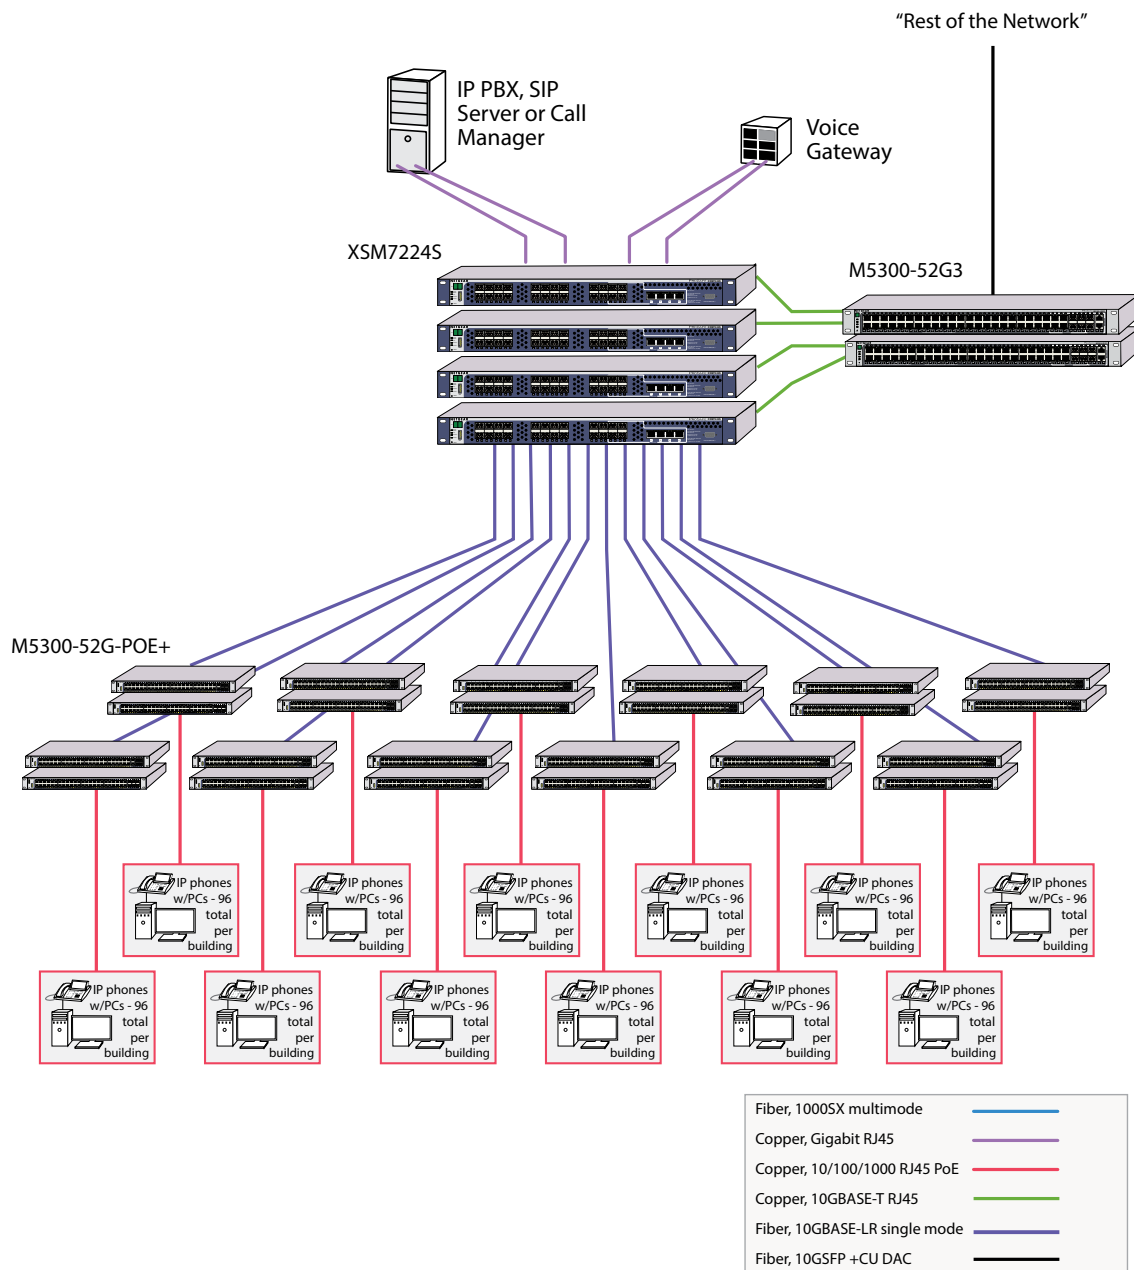 “Rest of the Network”
IP PBX, SIP
Server or Call
Manager
Voice
Gateway
XSM7224S
M5300-52G3
M5300-52G-POE+
IP phones
w/PCs - 96
total
per
building
IP phones
w/PCs - 96
total
per
building
IP phones
w/PCs - 96
total
per
building
IP phones
w/PCs - 96
total
per
building
IP phones
w/PCs - 96
total
per
building
IP phones
w/PCs - 96
total
per
building
IP phones
w/PCs - 96
total
per
building
IP phones
w/PCs - 96
total
per
building
IP phones
w/PCs - 96
total
per
building
IP phones
w/PCs - 96
total
per
building
IP phones
w/PCs - 96
total
per
building
IP phones
w/PCs - 96
total
per
building
Fiber, 1000SX multimode
Copper, Gigabit RJ45
Copper, 10/100/1000 RJ45 PoE
Copper, 10GBASE-T RJ45
Fiber, 10GBASE-LR single mode
Fiber, 10GSFP +CU DAC